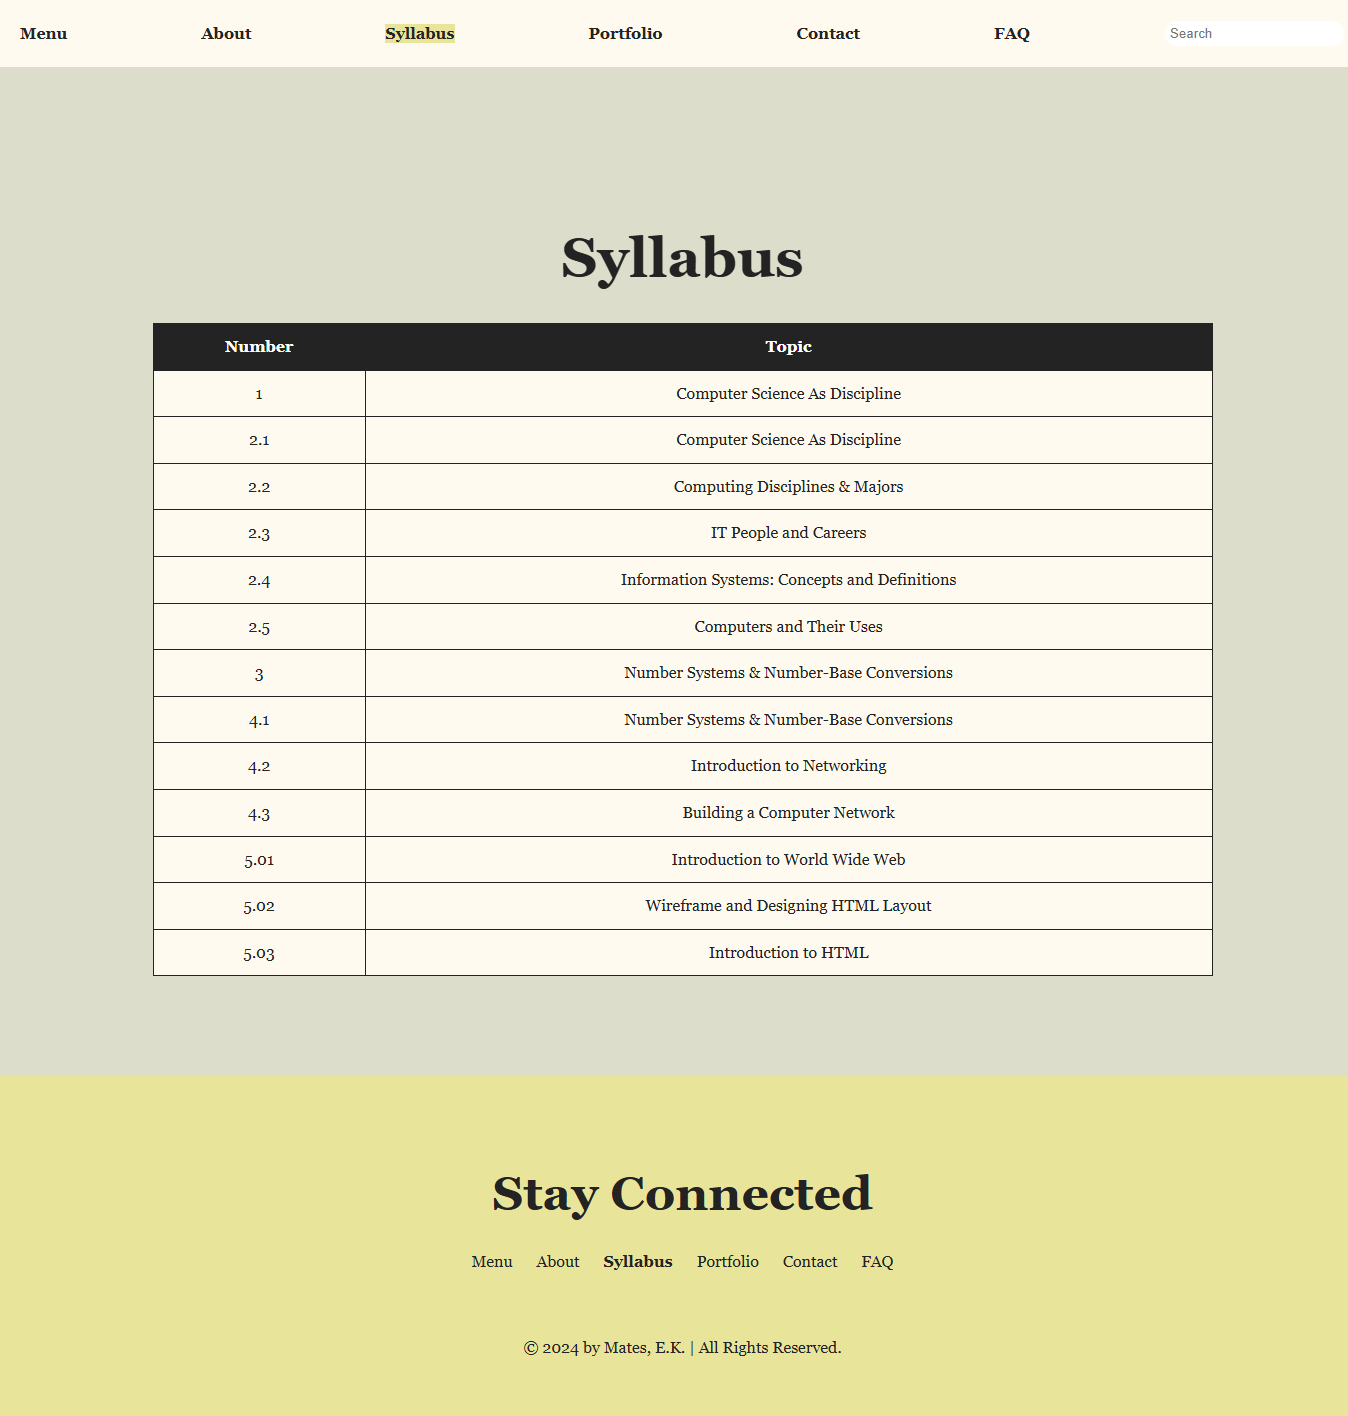 Menu About Syllabus Portfolio Contact FAQ Search
Syllabus
Number Topic
1 Computer Science As Discipline
2.1 Computer Science As Discipline
2.2 Computing Disciplines & Majors
2.3 IT People and Careers
2.4 Information Systems: Concepts and Definitions
2.5 Computers and Their Uses
3 Number Systems & Number-Base Conversions
4.1 Number Systems & Number-Base Conversions
4.2 Introduction to Networking
4.3 Building a Computer Network
5.01 Introduction to World Wide Web
5.02 Wireframe and Designing HTML Layout
5.03 Introduction to HTML
Stay Connected
Menu About Syllabus Portfolio Contact FAQ
© 2024 by Mates, E.K. | All Rights Reserved.